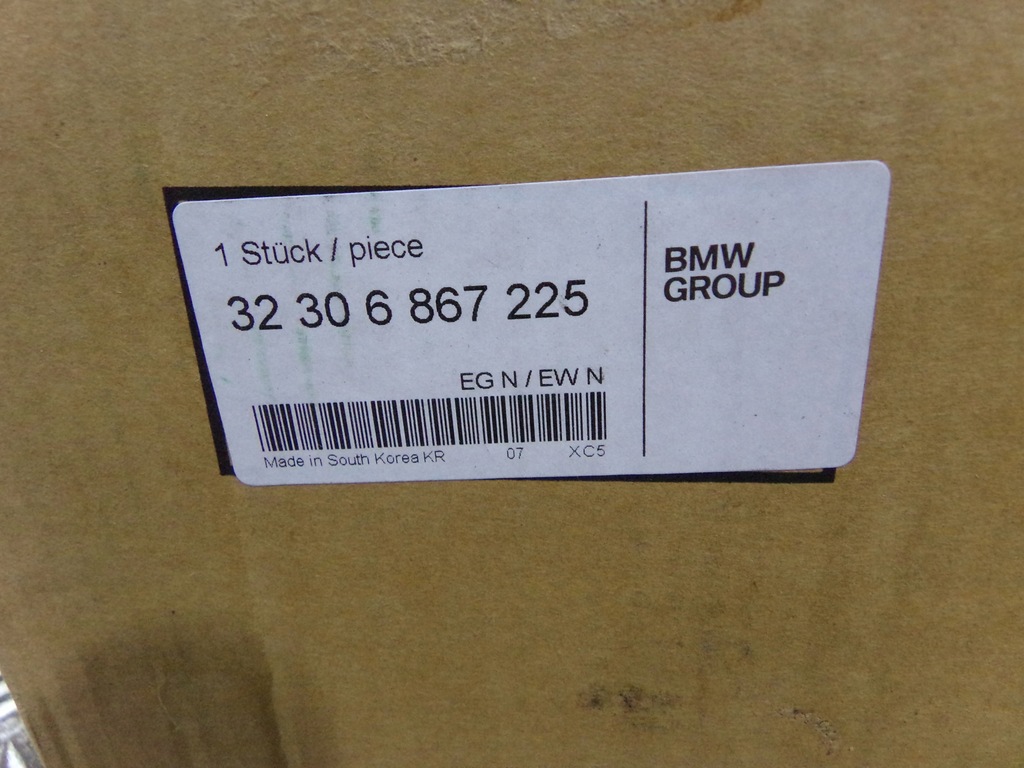 1 Stück / piece
32 30 6 867 225
EG N / EW N
Made in South Korea KR 07 XC5
BMW
GROUP